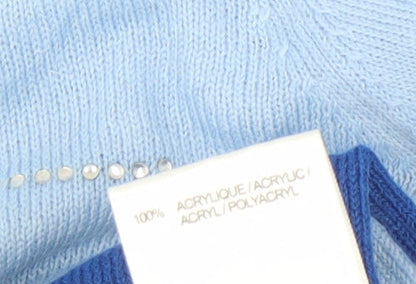 100% ACRYLIQUE / ACRYLIC /
ACRYL / POLYACRYL